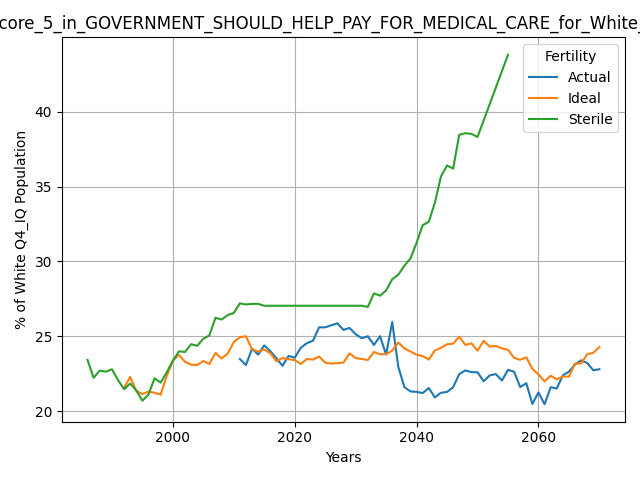 core_5_in_GOVERNMENT_SHOULD_HELP_PAY_FOR_MEDICAL_CARE_for_White_
Fertility
Actual
Ideal
Sterile
% of White Q4_IQ Population
40
35
30
25
20
2000
2020
2040
2060
Years